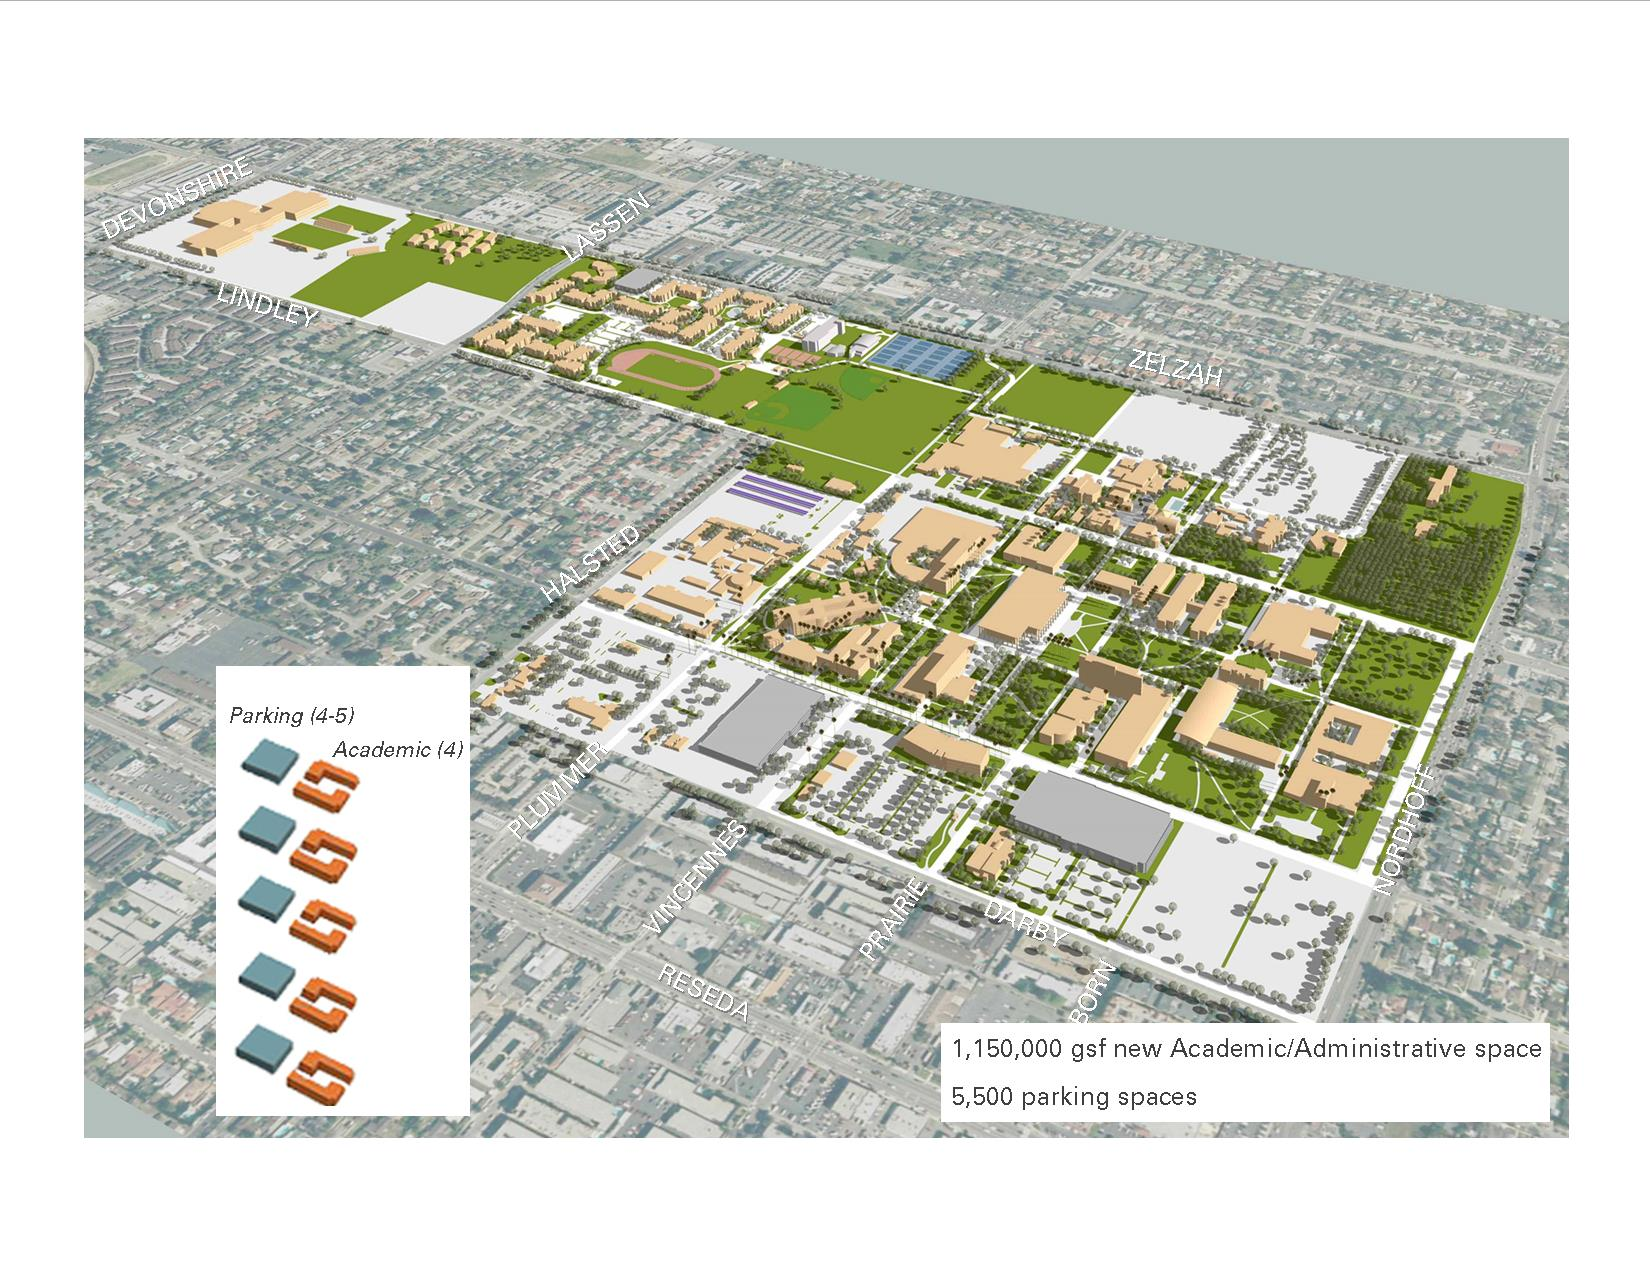 DEVONSHIRE
LASSEN
LINDLEY
ZELZAH
HALSTED
Parking (4-5)
Academic (4)
PLUMMER
VINCENNES
PRAIRIE
DARBY
NORDHOFF
RESEDA
BORN
1,150,000 gsf new Academic/Administrative space
5,500 parking spaces